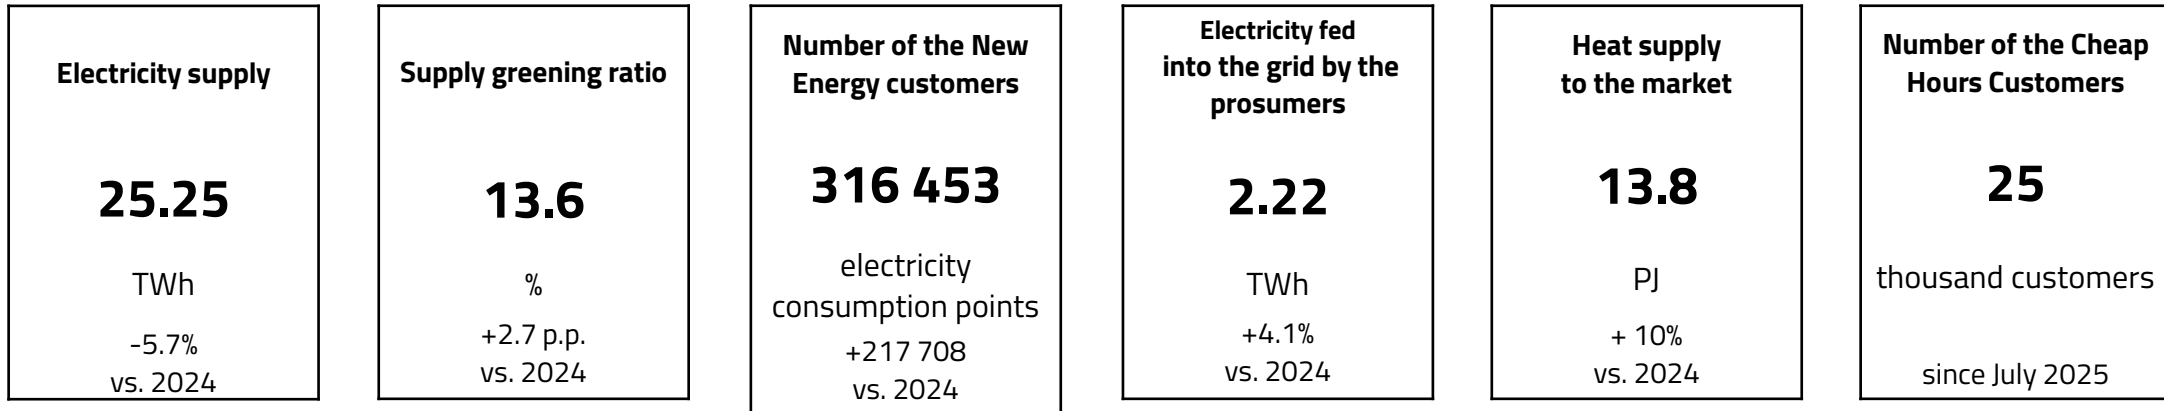 Electricity supply
25.25
TWh
-5.7%
vs. 2024
Supply greening ratio
13.6
%
+2.7 p.p.
vs. 2024
Number of the New
Energy customers
316 453
electricity
consumption points
+217 708
vs. 2024
Electricity fed
into the grid by the
prosumers
2.22
TWh
+4.1%
vs. 2024
Heat supply
to the market
13.8
PJ
+ 10%
vs. 2024
Number of the Cheap
Hours Customers
25
thousand customers
since July 2025